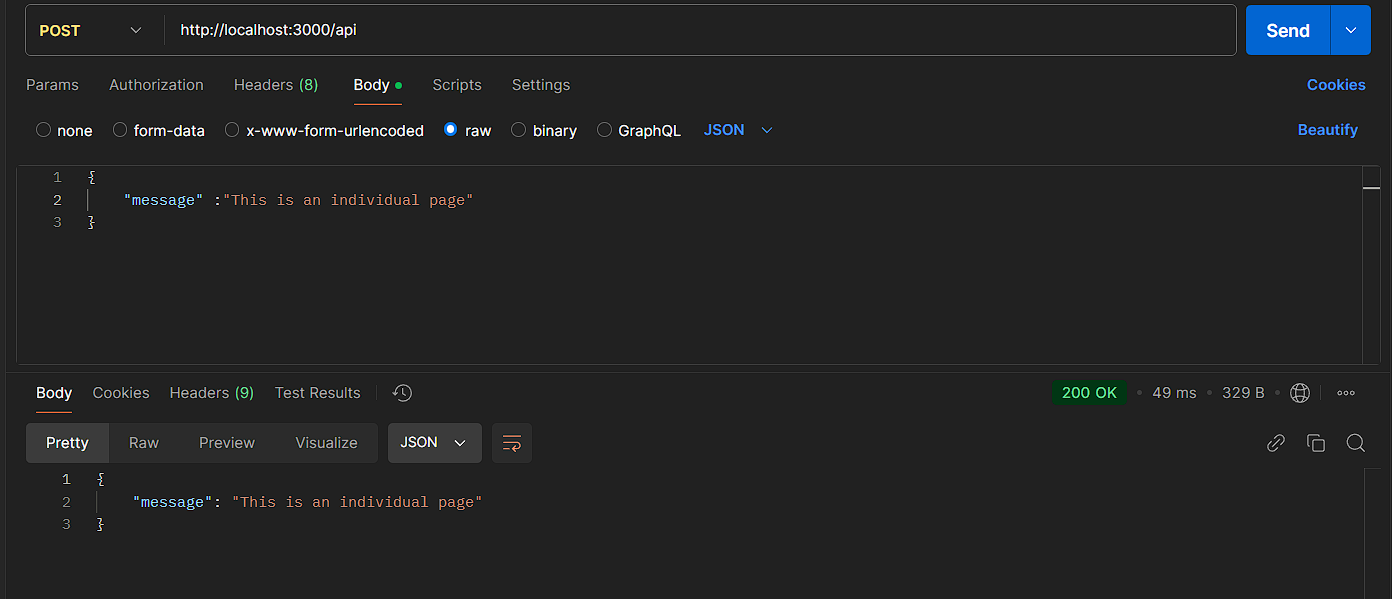 POST http://localhost:3000/api Send
Params Authorization Headers (8) Body Scripts Settings Cookies
none form-data x-www-form-urlencoded raw binary GraphQL JSON Beautify
1 {
2 "message" :"This is an individual page"
3 }
Body Cookies Headers (9) Test Results 200 OK • 49 ms • 329 B •
Pretty Raw Preview Visualize JSON
1 {
2 "message": "This is an individual page"
3 }